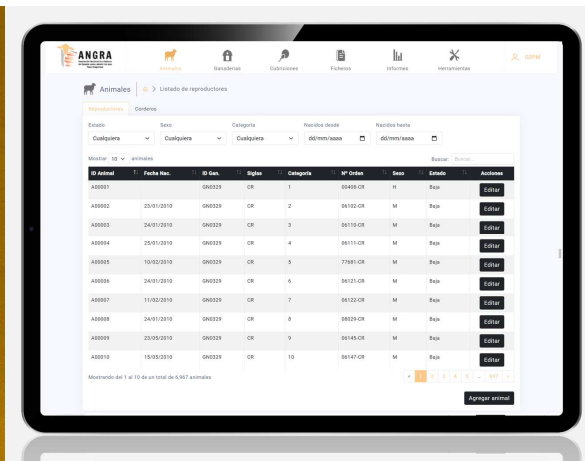 ANGRA
Animales
Ganaderías
Cubriciones
Ficheros
Informes
Herramientas
GSPM
Animales > Listado de reproductores
Reproductores Corderos
Estado Sexo Categoría Nacidos desde Nacidos hasta
Cualquiera Cualquiera Cualquiera dd/mm/aaaa dd/mm/aaaa
Mostrar 10 animales Buscar: Buscar...
ID Animal Fecha Nac. ID Gan. Siglas Categoría Nº Orden Sexo Estado Acciones
A00001 GN0329 CR 1 00408-CR H Baja Editar
A00002 23/01/2010 GN0329 CR 2 06102-CR M Baja Editar
A00003 24/01/2010 GN0329 CR 3 06110-CR M Baja Editar
A00004 25/01/2010 GN0329 CR 4 06111-CR M Baja Editar
A00005 10/02/2010 GN0329 CR 5 77681-CR M Baja Editar
A00006 24/01/2010 GN0329 CR 6 06121-CR M Baja Editar
A00007 11/02/2010 GN0329 CR 7 06122-CR M Baja Editar
A00008 24/01/2010 GN0329 CR 8 08029-CR M Baja Editar
A00009 23/05/2010 GN0329 CR 9 06145-CR M Baja Editar
A00010 15/05/2010 GN0329 CR 10 06147-CR M Baja Editar
Mostrando del 1 al 10 de un total de 6,967 animales
1 2 3 4 5 ... 697
Agregar animal